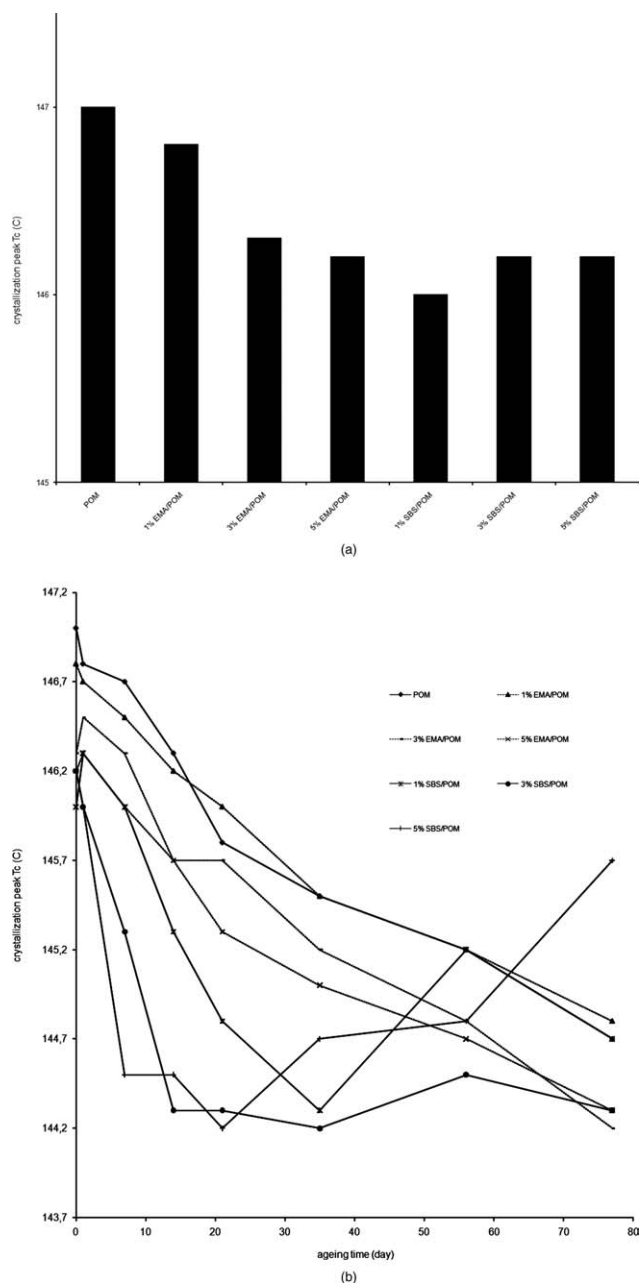 147
146
145
crystallization peak Tc (C)
POM
1% EMA/POM
3% EMA/POM
5% EMA/POM
1% SBS/POM
3% SBS/POM
5% SBS/POM
(a)
147,2
146,7
146,2
145,7
145,2
144,7
144,2
143,7
crystallization peak Tc (C)
POM
1% EMA/POM
3% EMA/POM
5% EMA/POM
1% SBS/POM
3% SBS/POM
5% SBS/POM
0 10 20 30 40 50 60 70 80
ageing time (day)
(b)